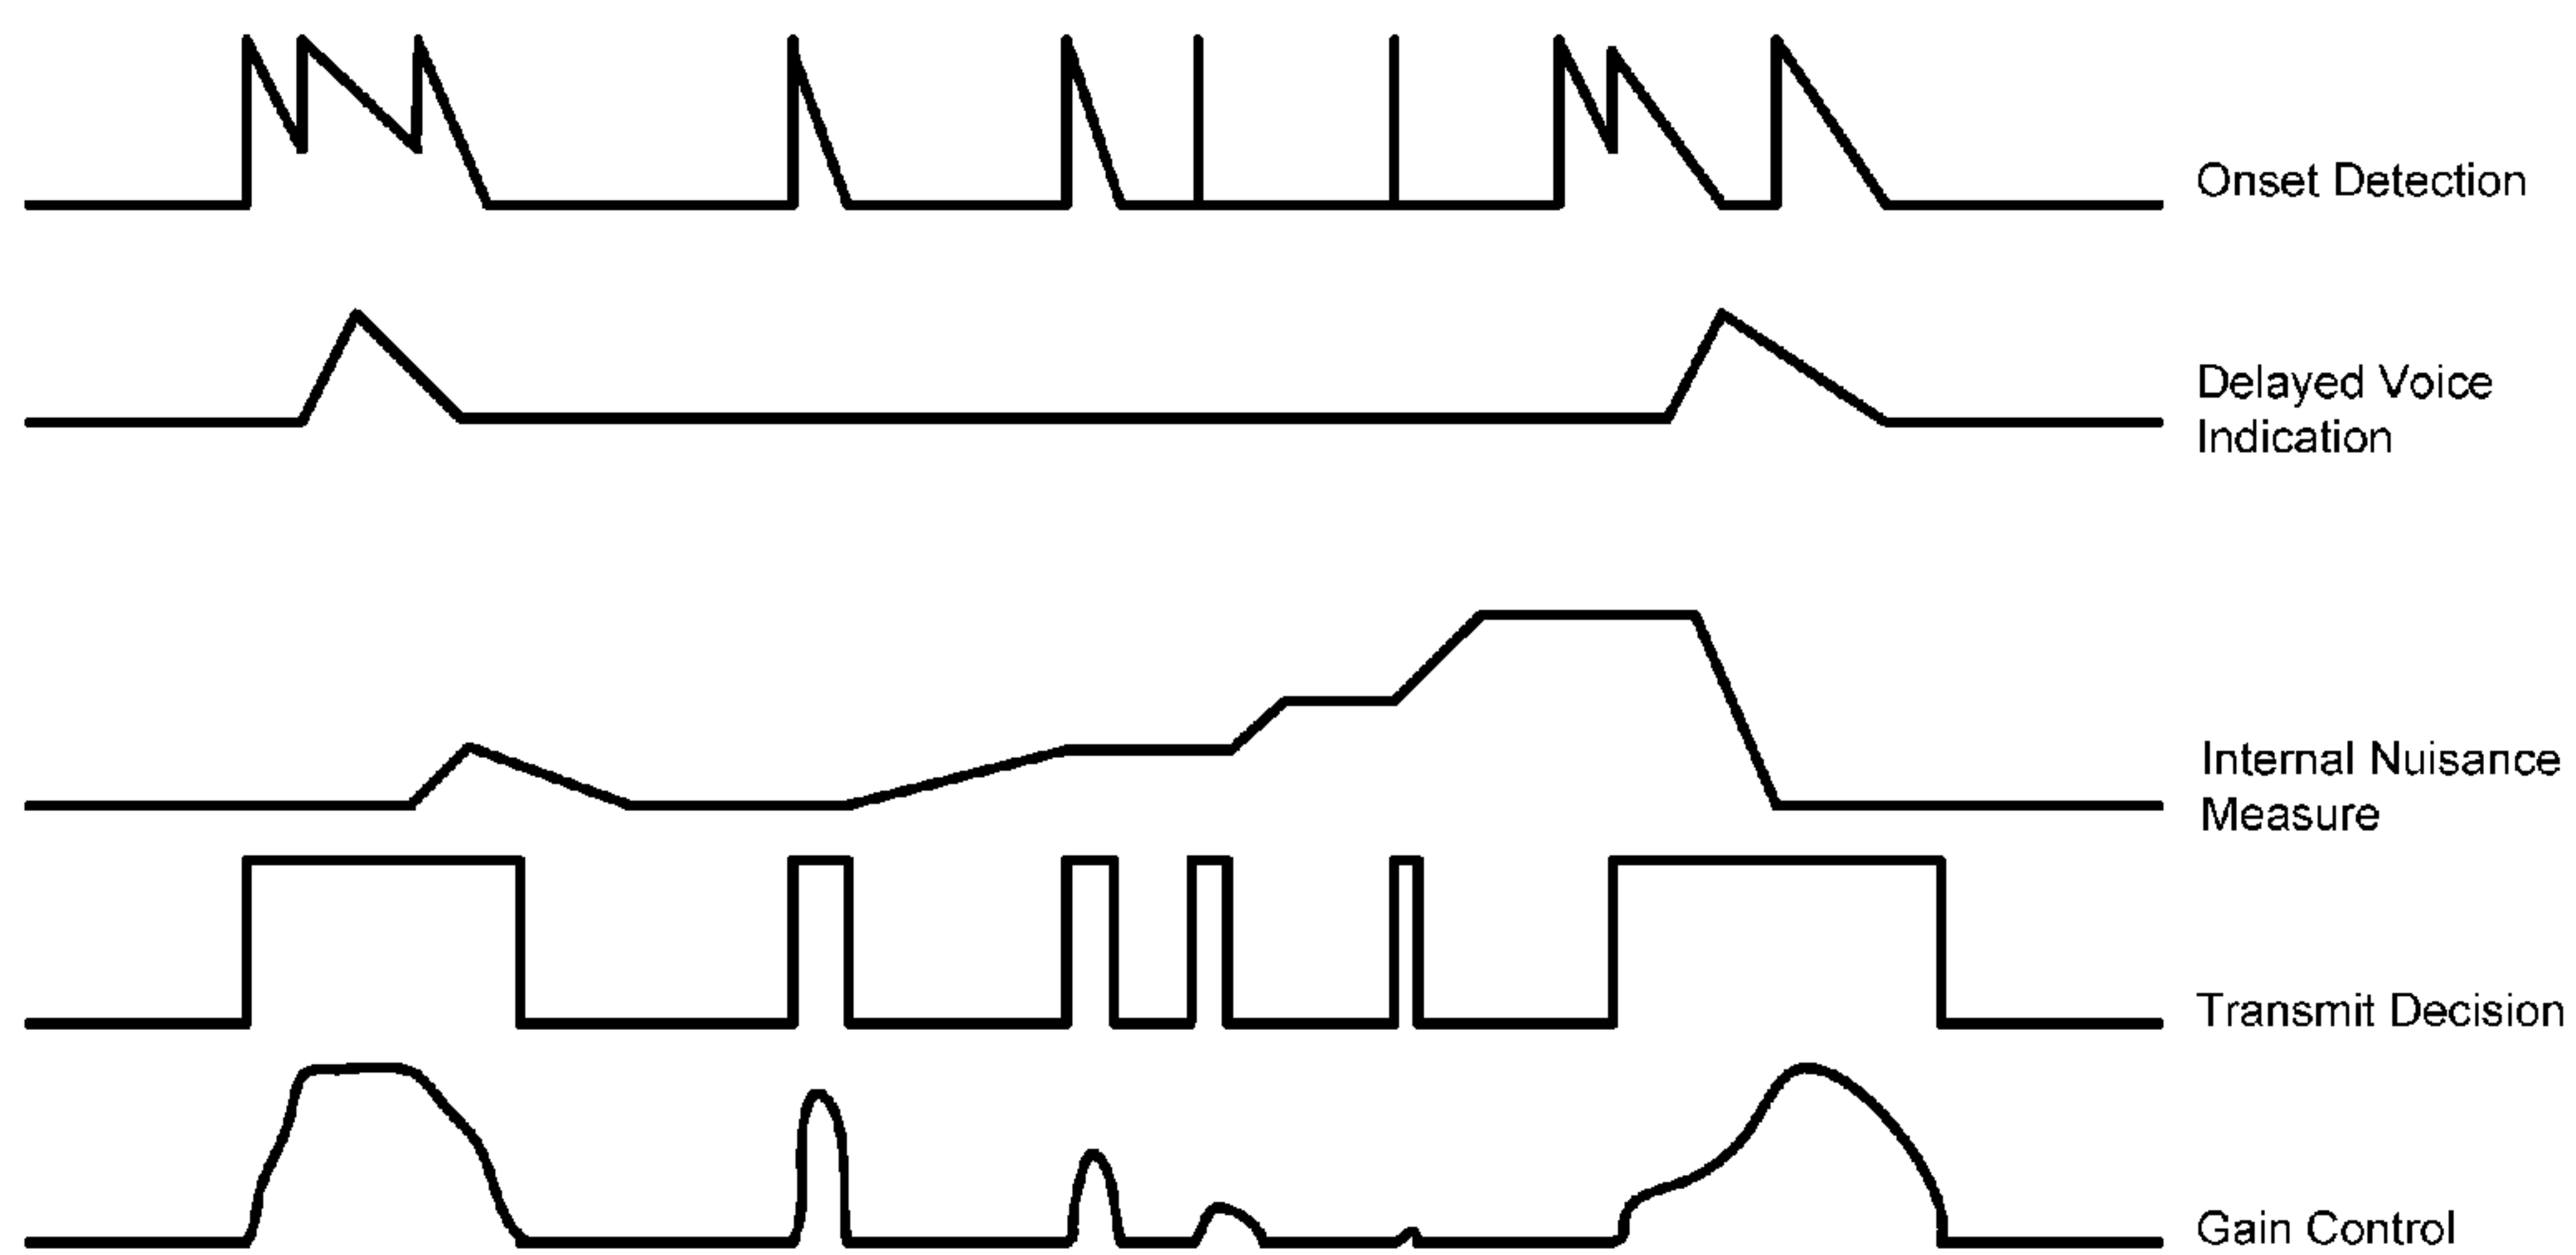 Onset Detection
Delayed Voice
Indication
Internal Nuisance
Measure
Transmit Decision
Gain Control